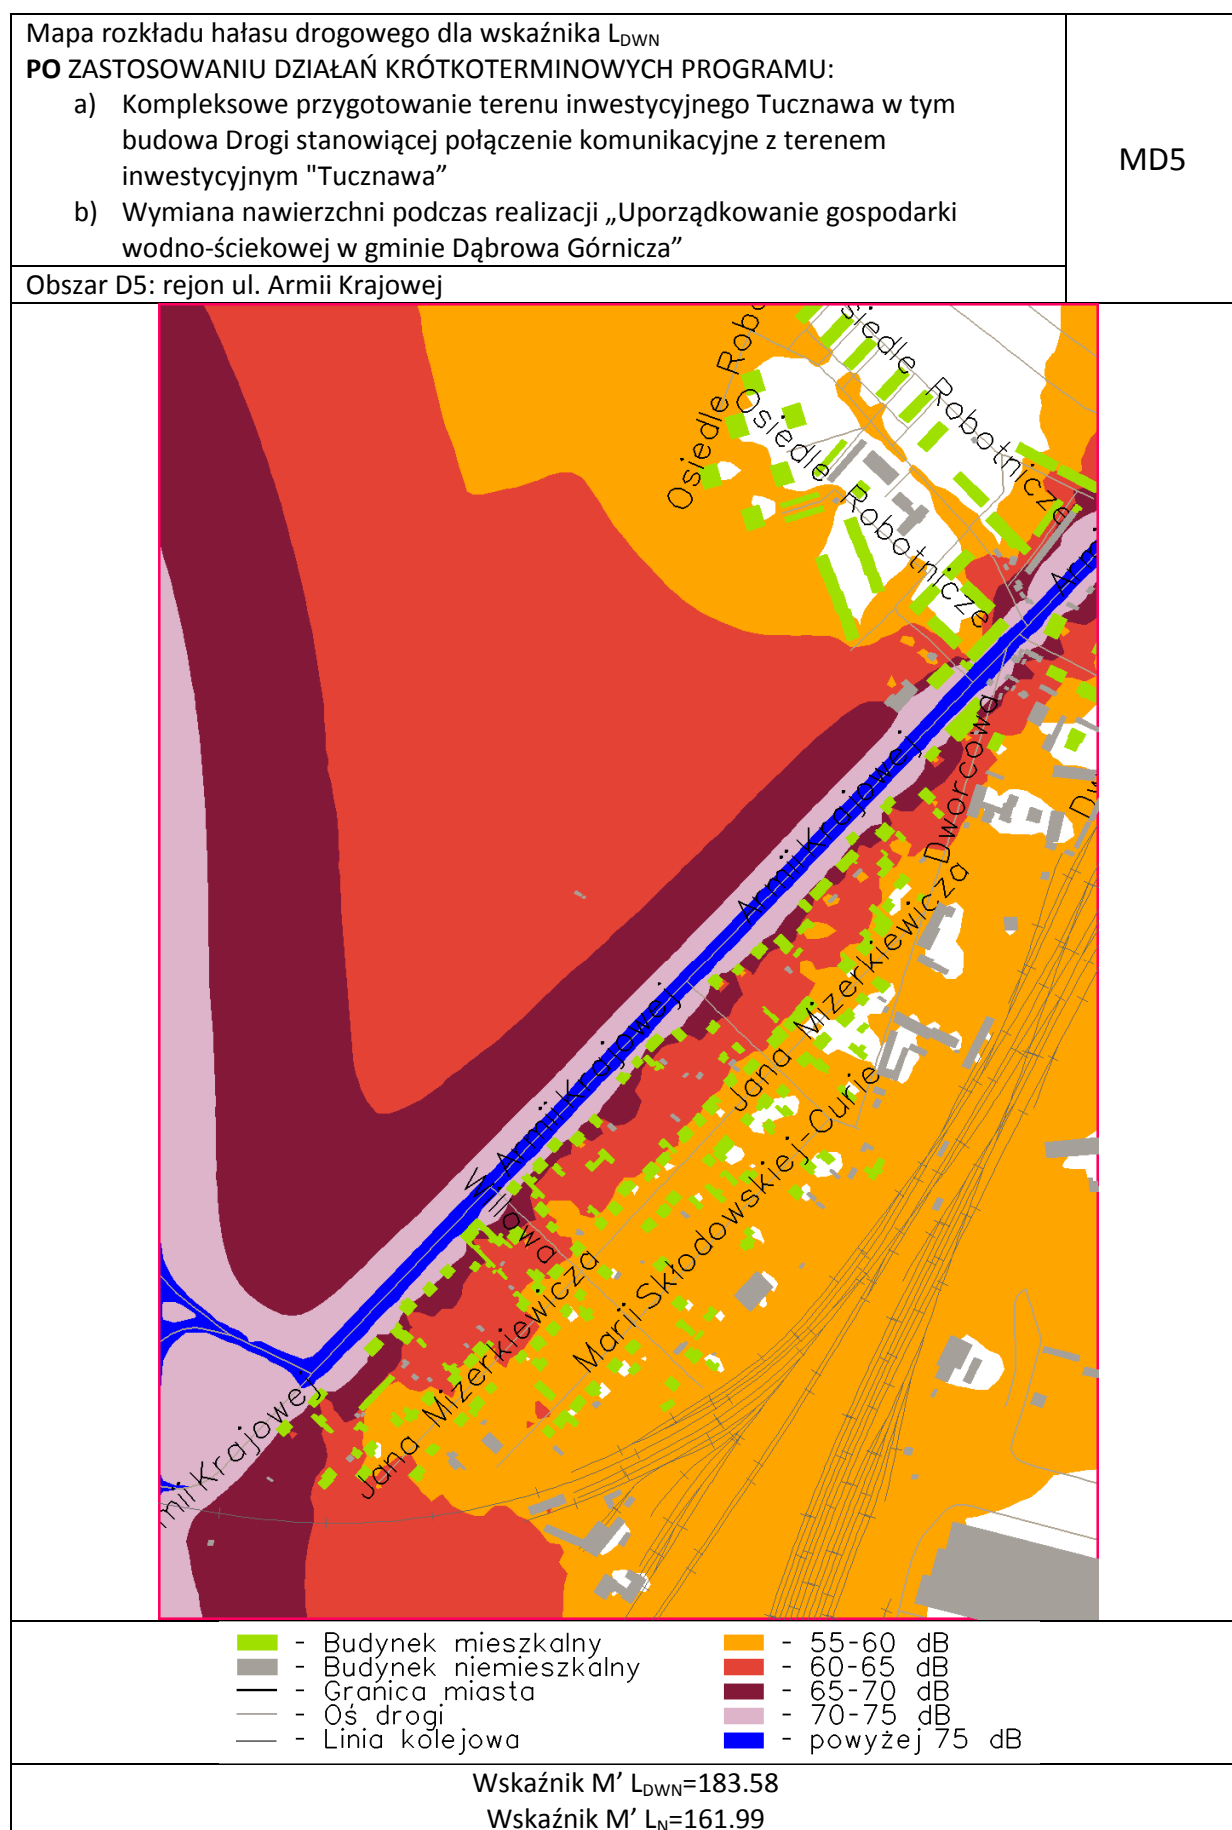 Mapa rozkładu hałasu drogowego dla wskaźnika LDWN
PO ZASTOSOWANIU DZIAŁAŃ KRÓTKOTERMINOWYCH PROGRAMU:
a) Kompleksowe przygotowanie terenu inwestycyjnego Tucznawa w tym
budowa Drogi stanowiącej połączenie komunikacyjne z terenem
inwestycyjnym "Tucznawa”
b) Wymiana nawierzchni podczas realizacji „Uporządkowanie gospodarki
wodno-ściekowej w gminie Dąbrowa Górnicza”
MD5
Obszar D5: rejon ul. Armii Krajowej
Osiedle Robo
siedle Robotnicze
Osiedle Robotnicze
Armi
Armii Krajowej
Dworcowa
Dw
Jana Mizerkiewicza
Armii Krajowej
Willowa
Marii Skłodowskiej-Curie
Jana Mizerkiewicza
mii Krajowej
- Budynek mieszkalny
- Budynek niemieszkalny
- Granica miasta
- Oś drogi
- Linia kolejowa
- 55-60 dB
- 60-65 dB
- 65-70 dB
- 70-75 dB
- powyżej 75 dB
Wskaźnik M’ LDWN=183.58
Wskaźnik M’ LN=161.99